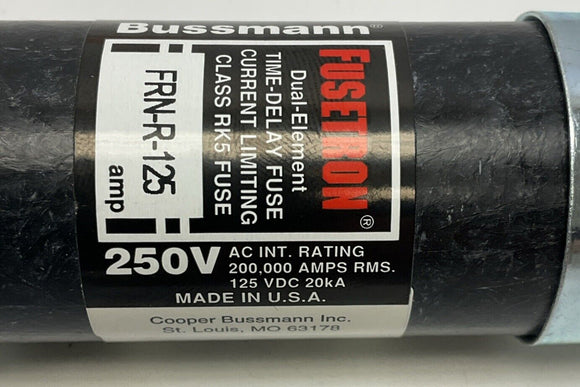 Bussmann®
FUSETRON®
Dual-Element
TIME-DELAY FUSE
CURRENT LIMITING
CLASS RK5 FUSE
FRN-R-125
amp
250V
AC INT. RATING
200,000 AMPS RMS.
125 VDC 20kA
MADE IN U.S.A.
Cooper Bussmann Inc.
St. Louis, MO 63178